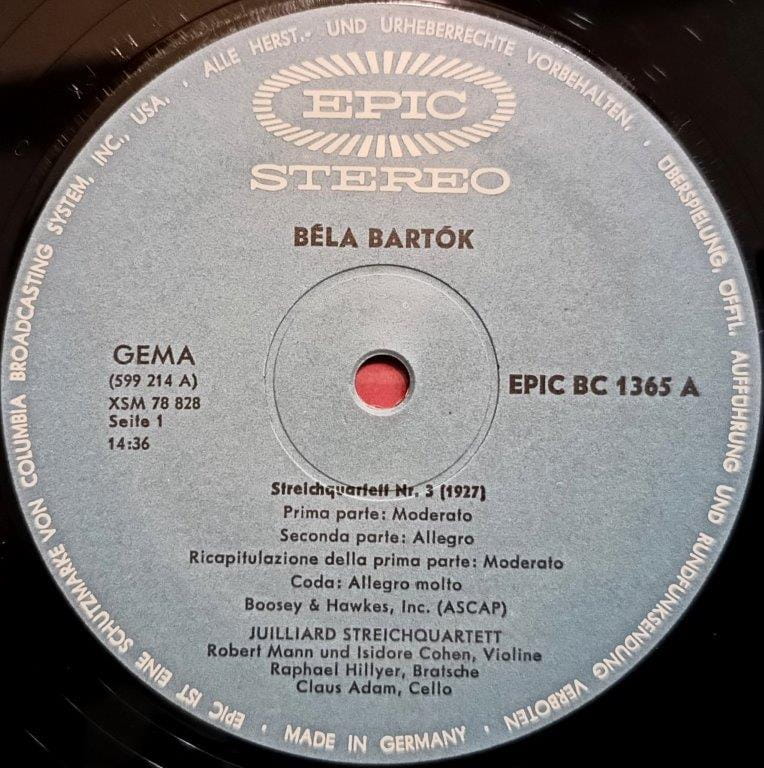 ALLE HERST.- UND URHEBERRECHTE VORBEHALTEN. · ÜBERSPIELUNG, ÖFFTL. AUFFÜHRUNG UND RUNDFUNKSENDUNG VERBOTEN · MADE IN GERMANY · EPIC IST EINE SCHUTZMARKE VON COLUMBIA BROADCASTING SYSTEM, INC., USA. ·
EPIC
STEREO
BÉLA BARTÓK
GEMA
(599 214 A)
XSM 78 828
Seite 1
14:36
EPIC BC 1365 A
Streichquartett Nr. 3 (1927)
Prima parte: Moderato
Seconda parte: Allegro
Ricapitulazione della prima parte: Moderato
Coda: Allegro molto
Boosey & Hawkes, Inc. (ASCAP)
JUILLIARD STREICHQUARTETT
Robert Mann und Isidore Cohen, Violine
Raphael Hillyer, Bratsche
Claus Adam, Cello